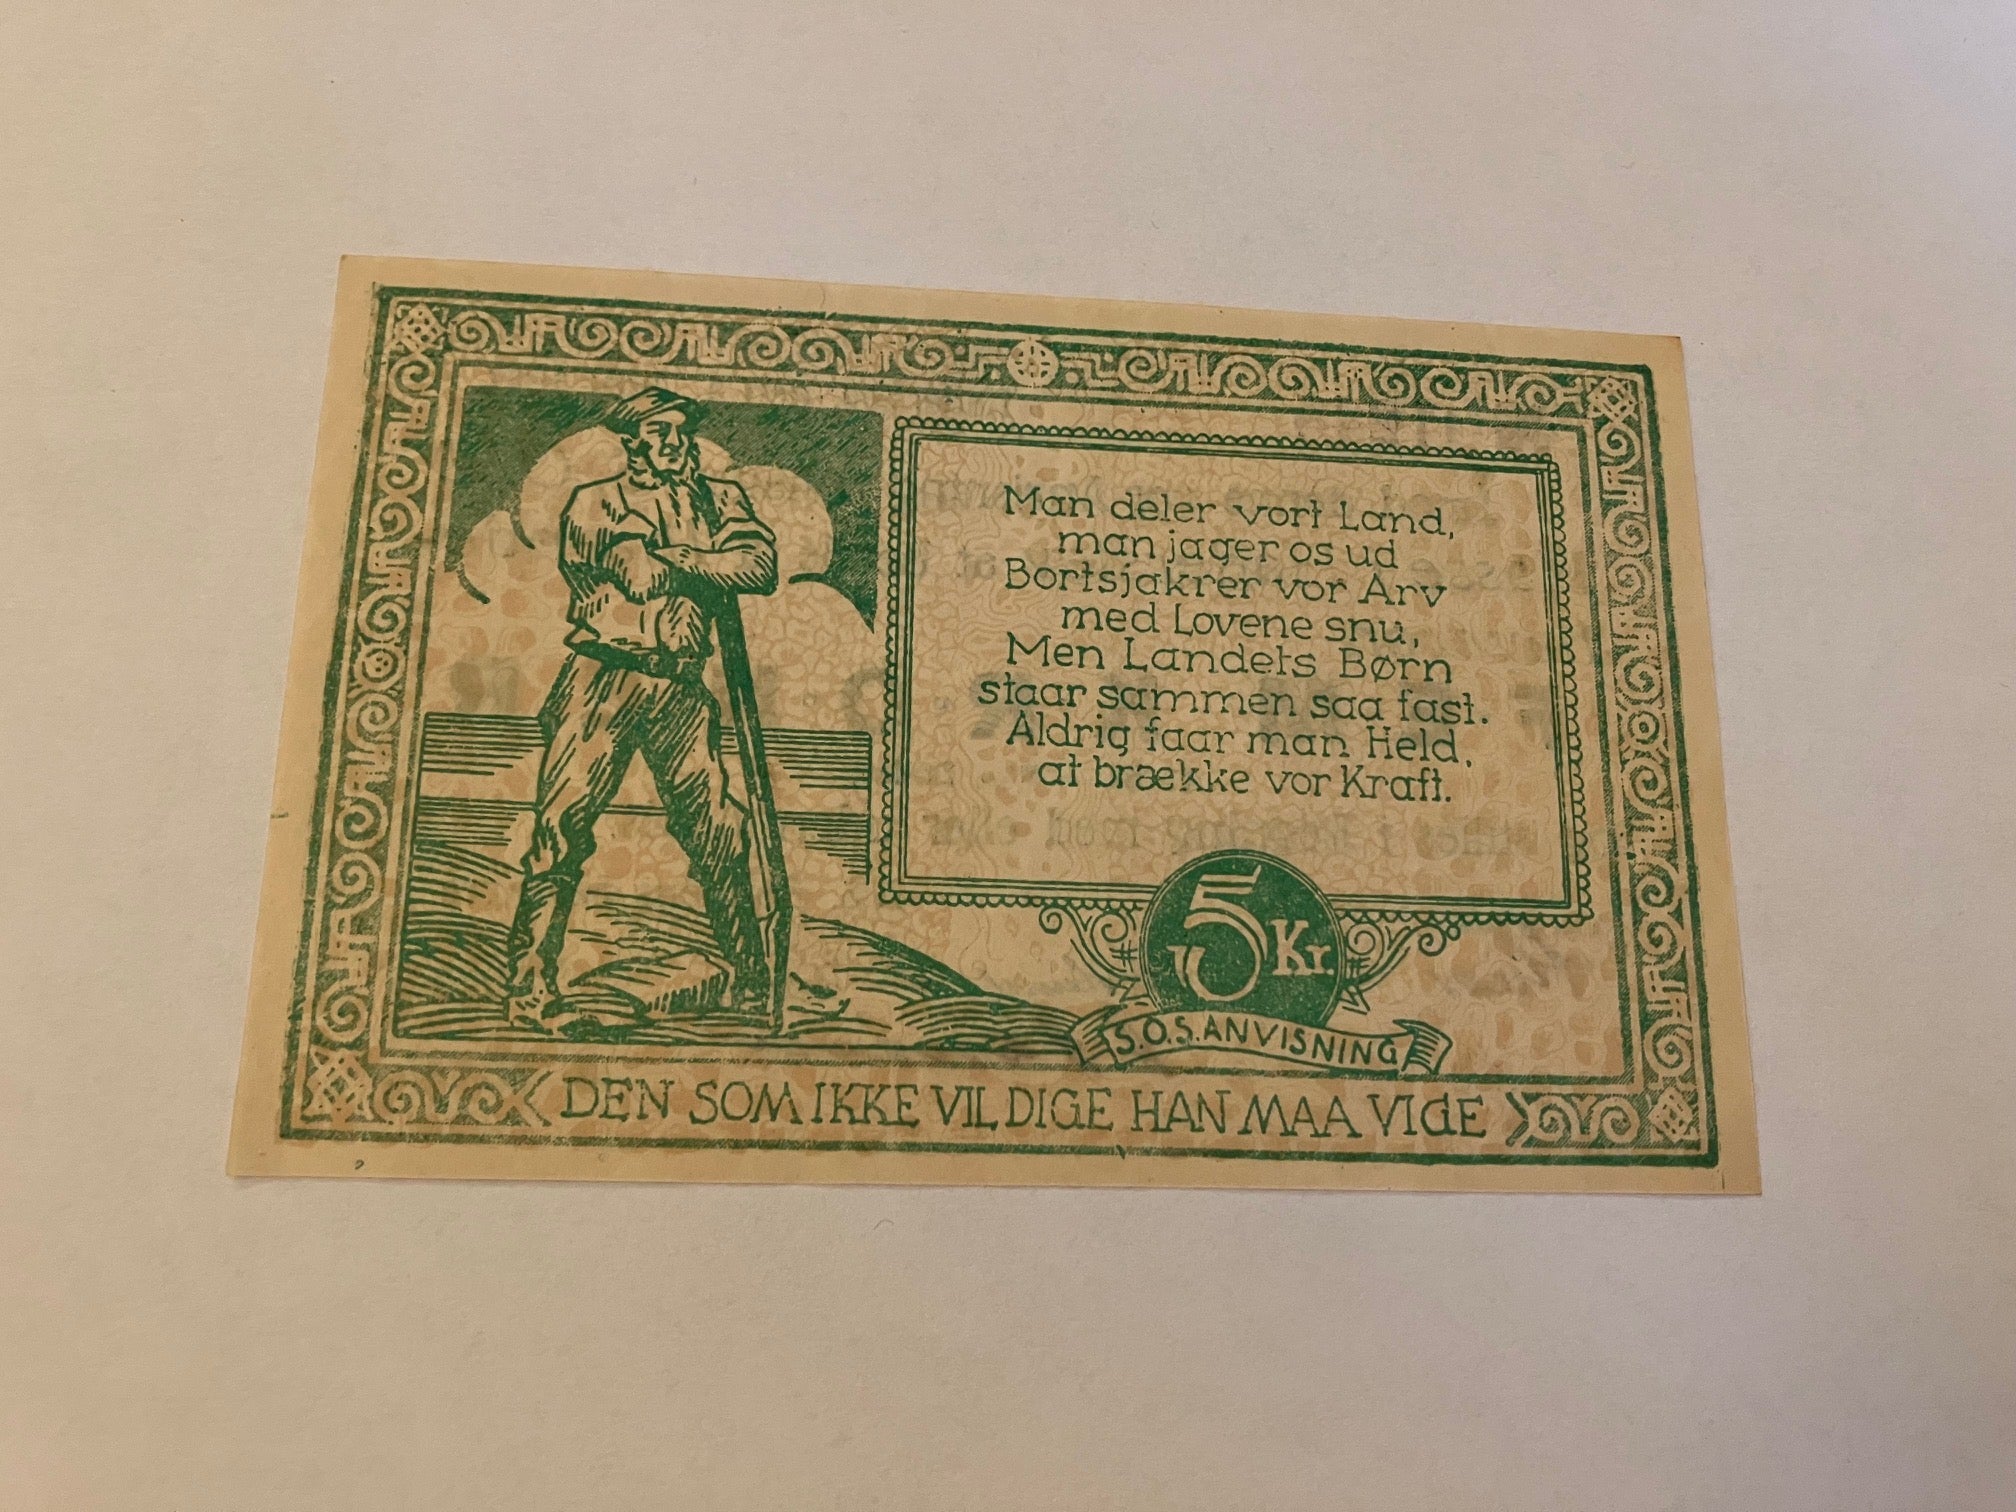 Man deler vort Land,
man jager os ud
Bortsjakrer vor Arv
med Lovene snu,
Men Landets Børn
staar sammen saa fast.
Aldrig faar man Held,
at brække vor Kraft.
5 Kr.
S.O.S. ANVISNING
DEN SOM IKKE VIL DIGE HAN MAA VIGE